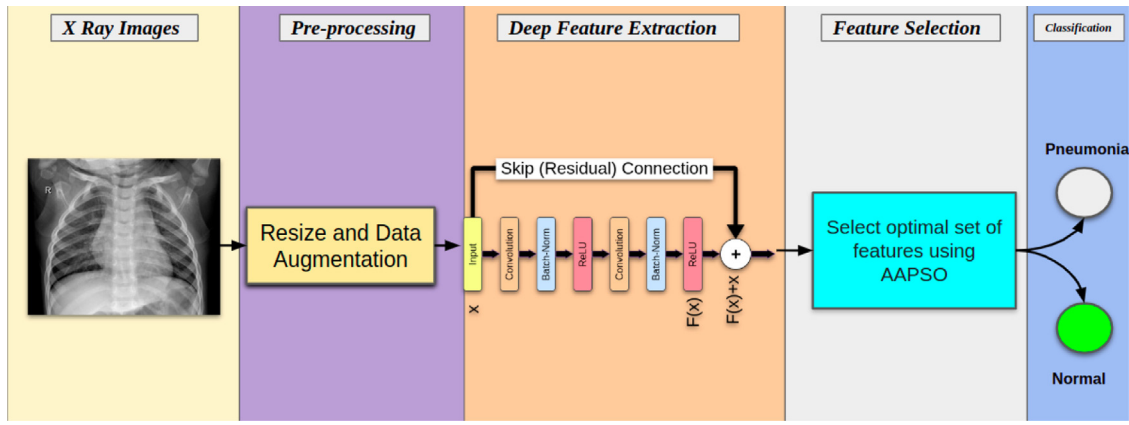 X Ray Images
Pre-processing
Deep Feature Extraction
Feature Selection
Classification
R
Resize and Data
Augmentation
Skip (Residual) Connection
Input
Convolution
Batch-Norm
ReLU
Convolution
Batch-Norm
ReLU
+
x
F(x)
F(x)+x
Select optimal set of
features using
AAPSO
Pneumonia
Normal